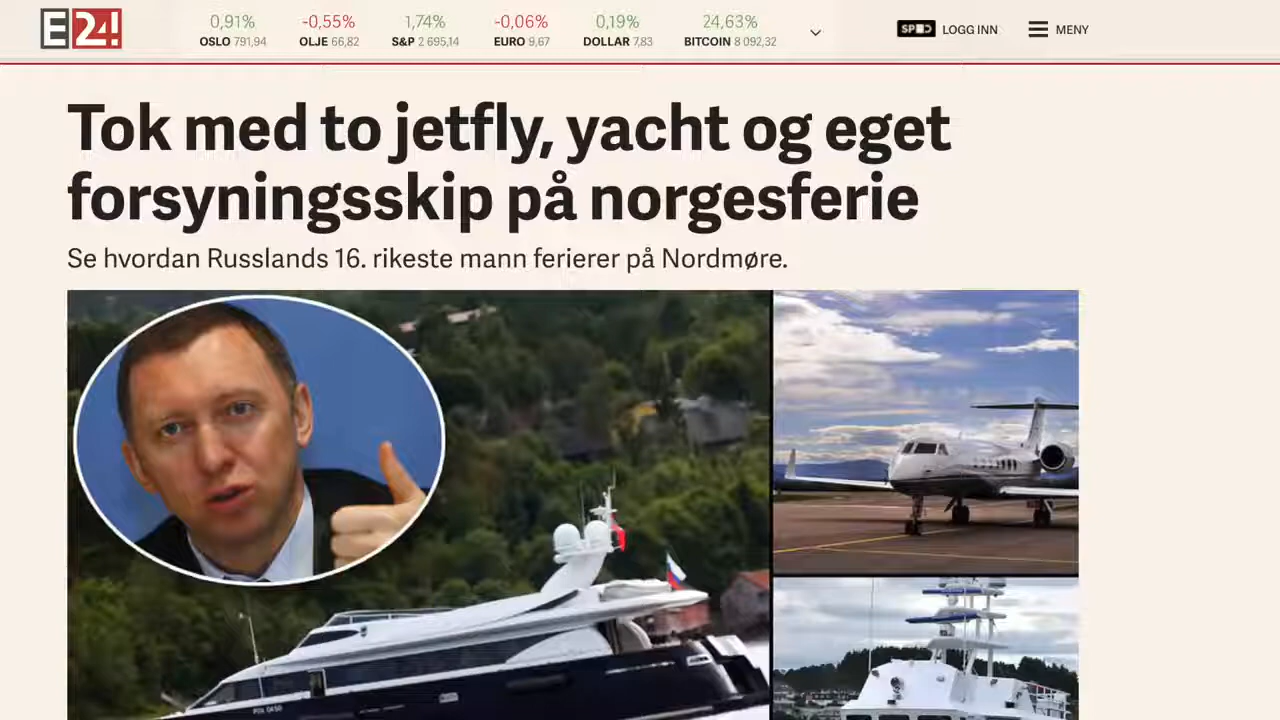 E24!
0,91% -0,55% 1,74% -0,06% 0,19% 24,63%
OSLO 791,94 OLJE 66,82 S&P 2 695,14 EURO 9,67 DOLLAR 7,83 BITCOIN 8 092,32
SPID LOGG INN MENY
Tok med to jetfly, yacht og eget
forsyningsskip på norgesferie
Se hvordan Russlands 16. rikeste mann ferierer på Nordmøre.